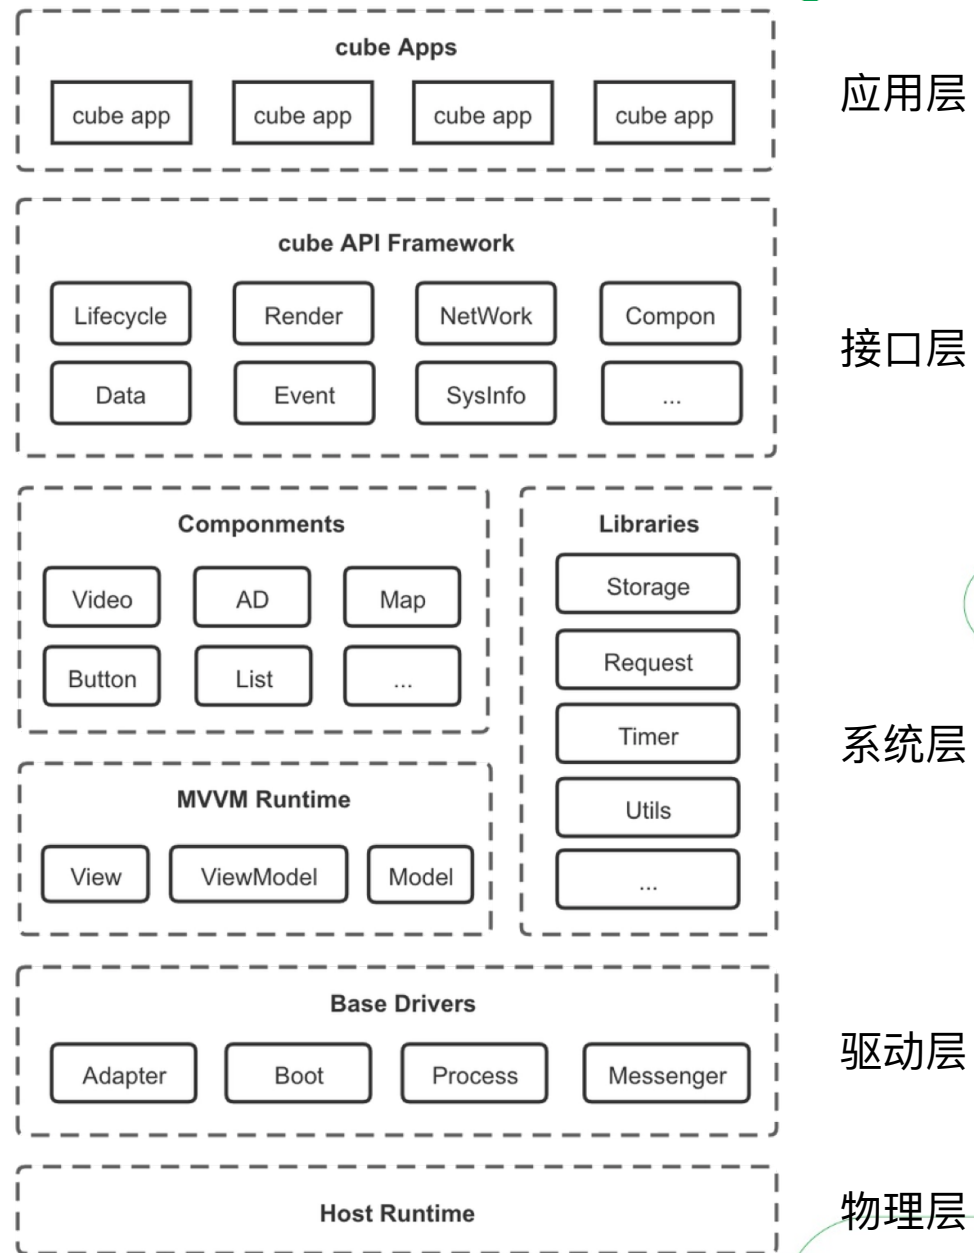 cube Apps
cube app cube app cube app cube app
应用层
cube API Framework
Lifecycle Render NetWork Compon
Data Event SysInfo ...
接口层
Componments
Video AD Map
Button List ...
MVVM Runtime
View ViewModel Model
Libraries
Storage
Request
Timer
Utils
...
系统层
Base Drivers
Adapter Boot Process Messenger
驱动层
Host Runtime
物理层